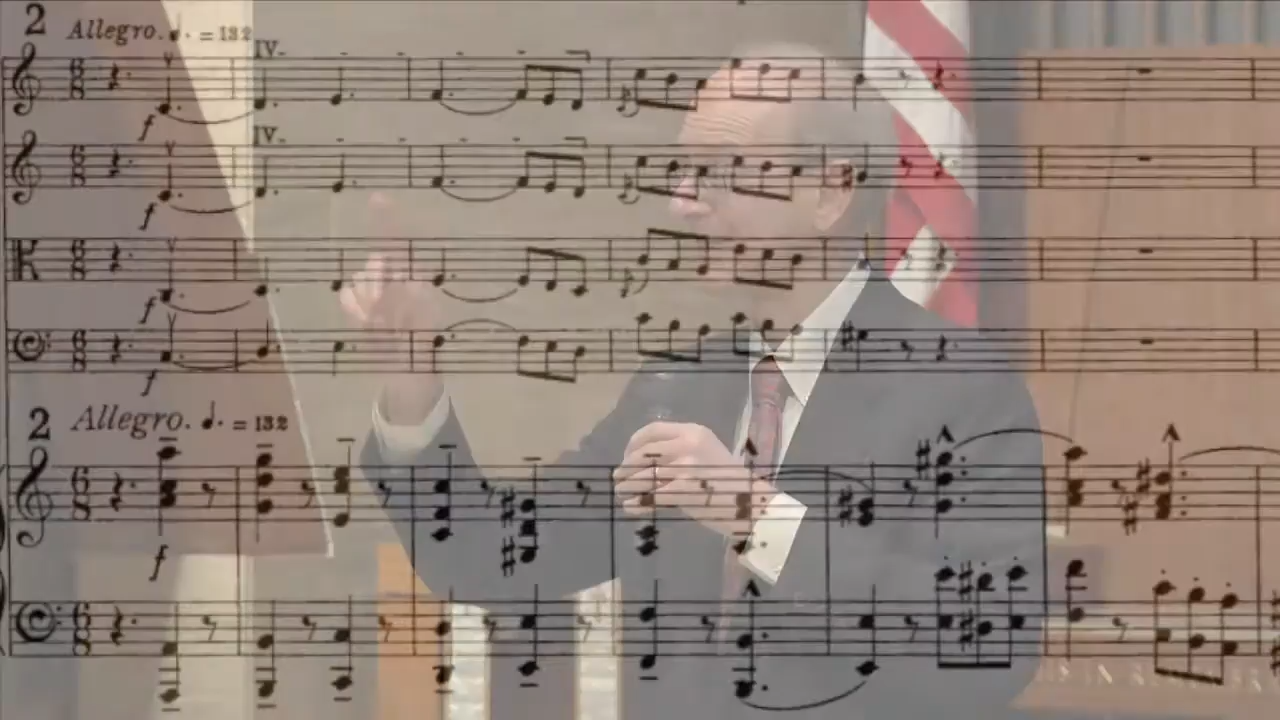 2 Allegro. ♩. = 132
IV
f
IV
f
f
f
2 Allegro. ♩. = 132
f